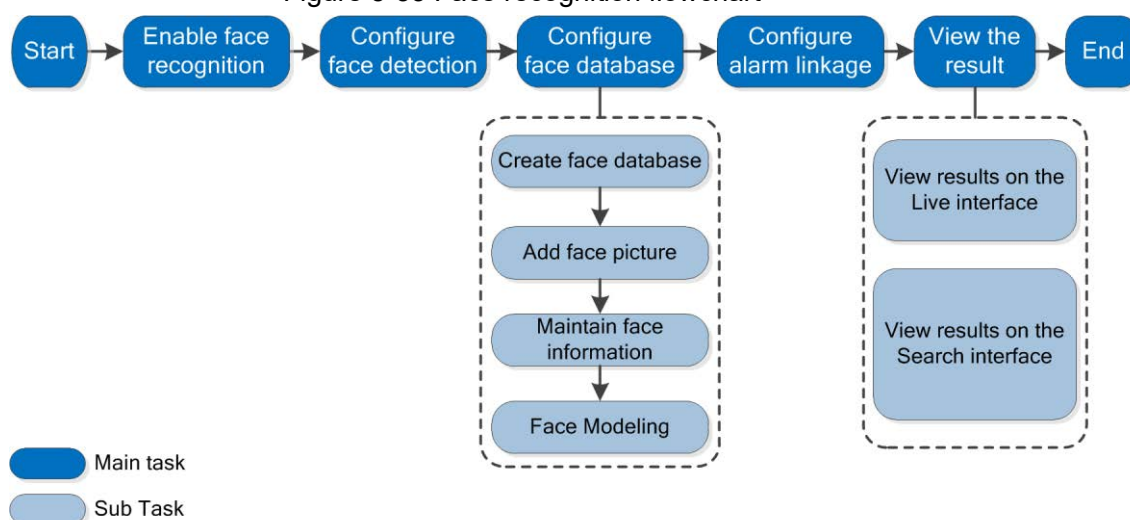 Start
Enable face
recognition
Configure
face detection
Configure
face database
Configure
alarm linkage
View the
result
End
Create face database
Add face picture
Maintain face
information
Face Modeling
View results on the
Live interface
View results on the
Search interface
Main task
Sub Task